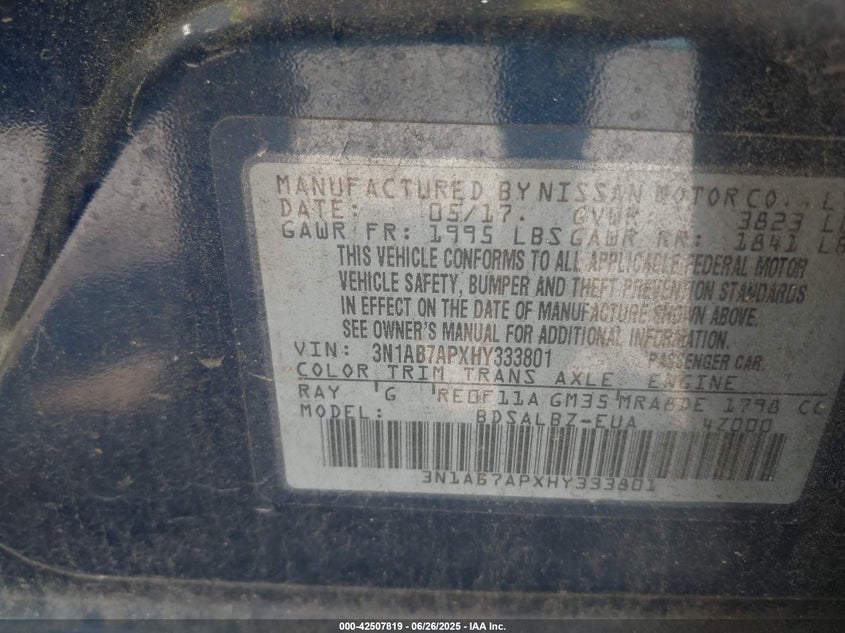 MANUFACTURED BY NISSAN MOTOR CO., L
DATE: 05/17. GVWR: 3823 L
GAWR FR: 1995 LBS GAWR RR: 1841 LB
THIS VEHICLE CONFORMS TO ALL APPLICABLE FEDERAL MOTOR
VEHICLE SAFETY, BUMPER AND THEFT PREVENTION STANDARDS
IN EFFECT ON THE DATE OF MANUFACTURE SHOWN ABOVE.
SEE OWNER'S MANUAL FOR ADDITIONAL INFORMATION.
VIN: 3N1AB7APXHY333801 PASSENGER CAR
COLOR TRIM TRANS AXLE ENGINE
RAY G RE0F11A GM35 MRA8DE 1798 CC
MODEL: BDSALBZ-EUA 4Z000
3N1AB7APXHY333801
000-42507819 | 06/26/2025 - IAA Inc.